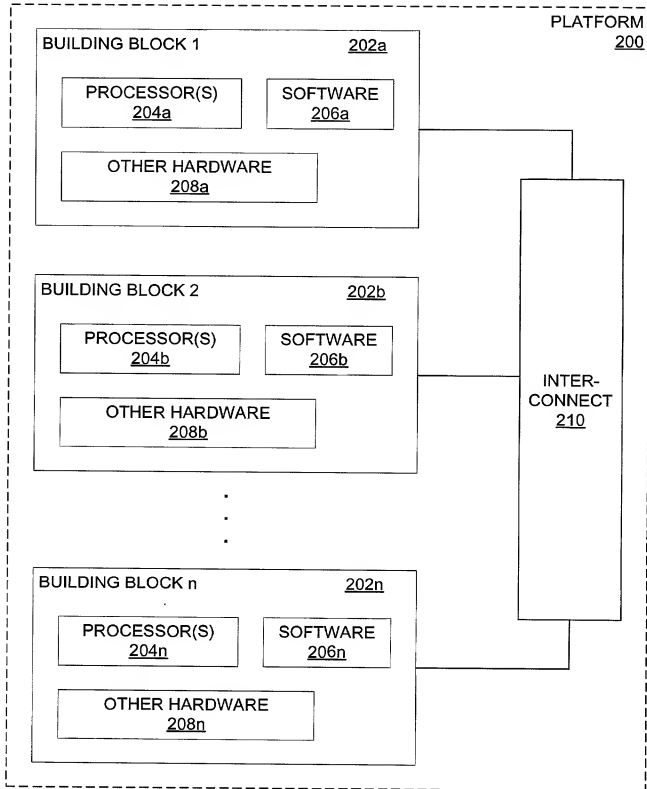 PLATFORM
200
BUILDING BLOCK 1
202a
PROCESSOR(S)
204a
SOFTWARE
206a
OTHER HARDWARE
208a
BUILDING BLOCK 2
202b
PROCESSOR(S)
204b
SOFTWARE
206b
OTHER HARDWARE
208b
INTER-
CONNECT
210
BUILDING BLOCK n
202n
PROCESSOR(S)
204n
SOFTWARE
206n
OTHER HARDWARE
208n